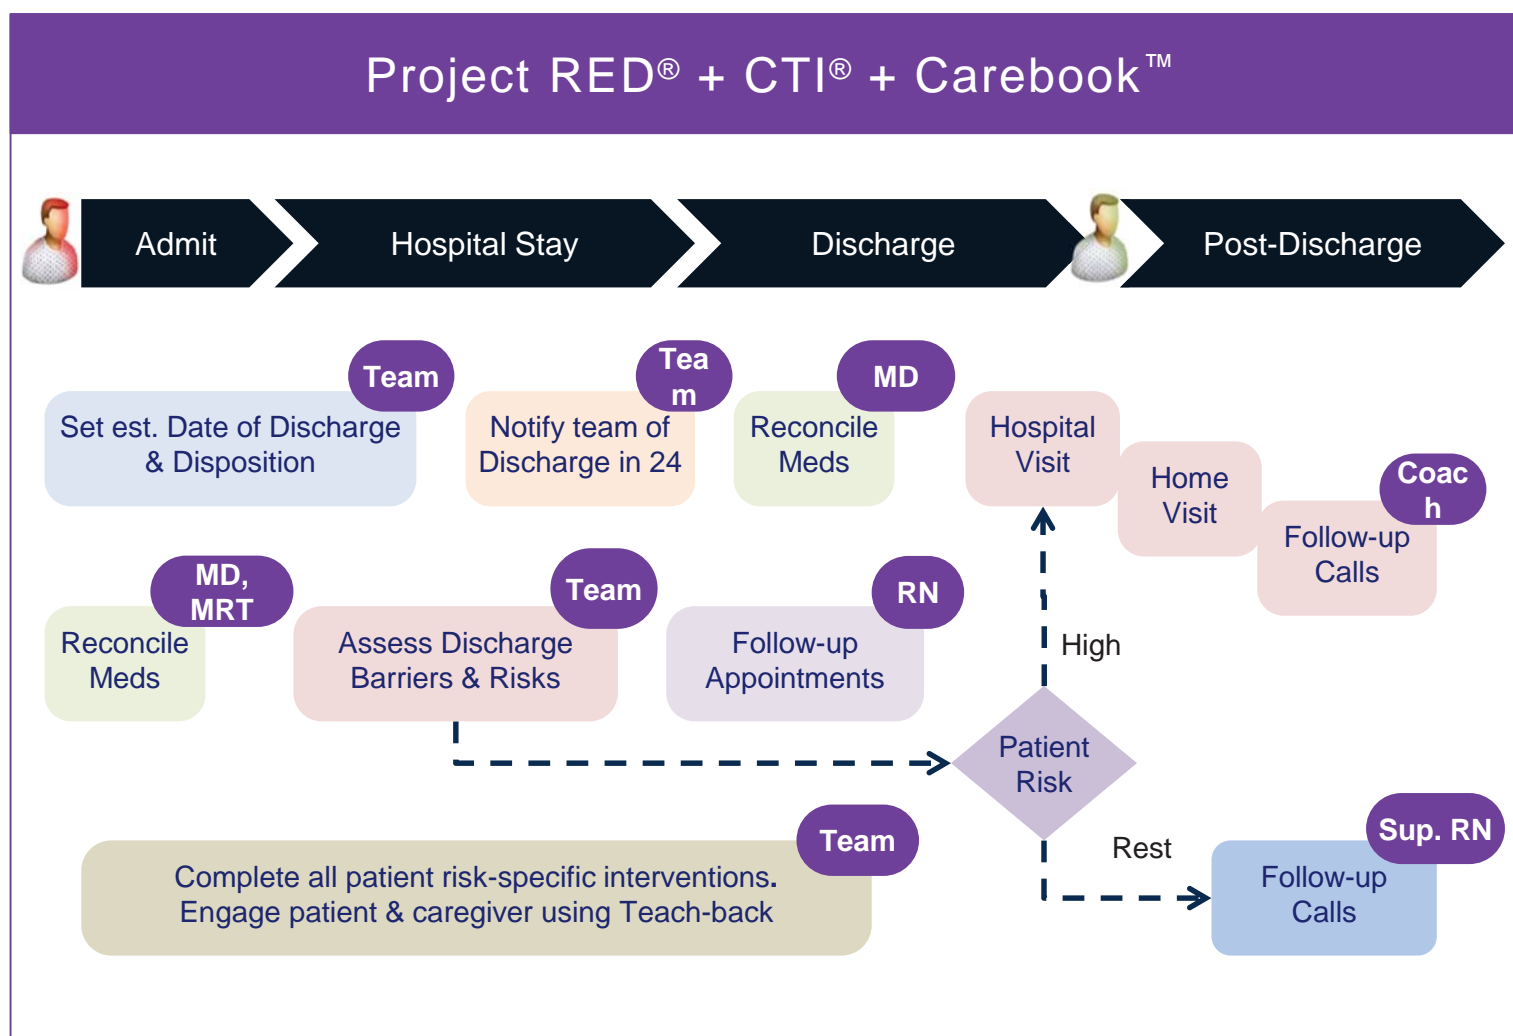 Project RED® + CTI® + Carebook™
Admit
Hospital Stay
Discharge
Post-Discharge
Team
Set est. Date of Discharge
& Disposition
Tea
m
Notify team of
Discharge in 24
MD
Reconcile
Meds
Hospital
Visit
Home
Visit
Coac
h
Follow-up
Calls
MD,
MRT
Reconcile
Meds
Team
Assess Discharge
Barriers & Risks
RN
Follow-up
Appointments
High
Patient
Risk
Rest
Team
Complete all patient risk-specific interventions.
Engage patient & caregiver using Teach-back
Sup. RN
Follow-up
Calls